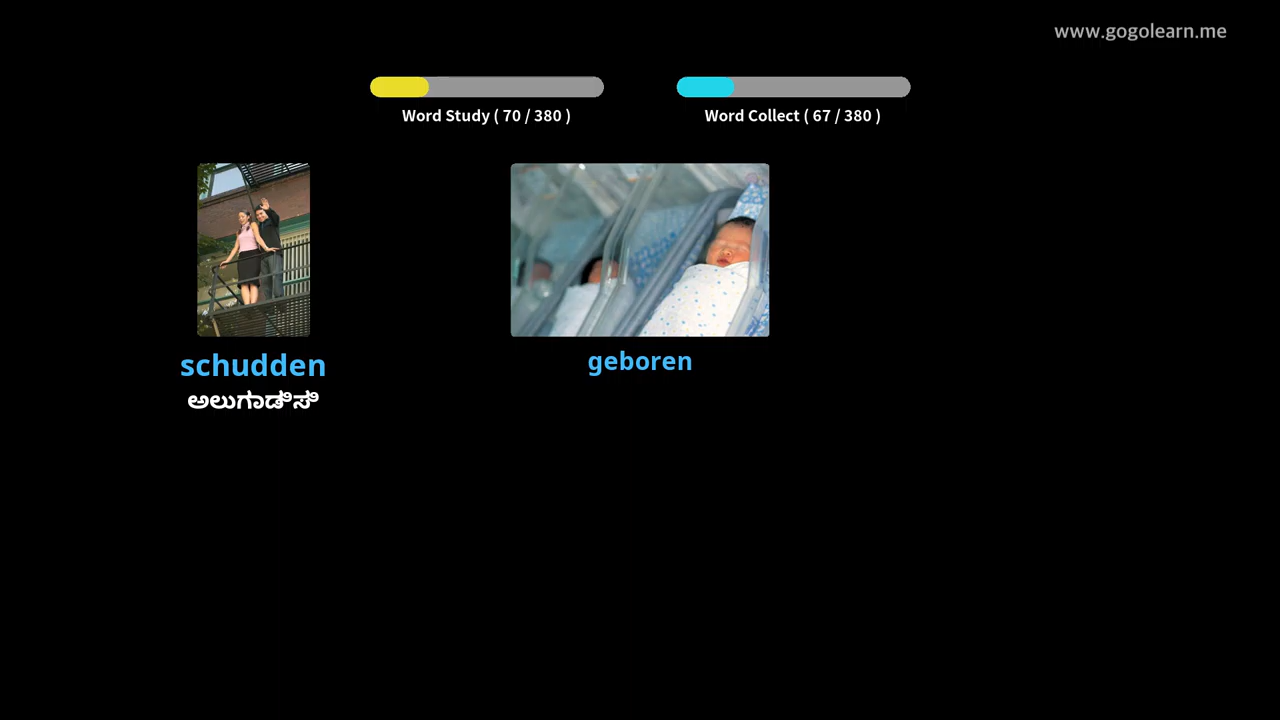 www.gogolearn.me
Word Study ( 70 / 380 )
Word Collect ( 67 / 380 )
schudden
ಅಲುಗಾಡಿಸಿ
geboren